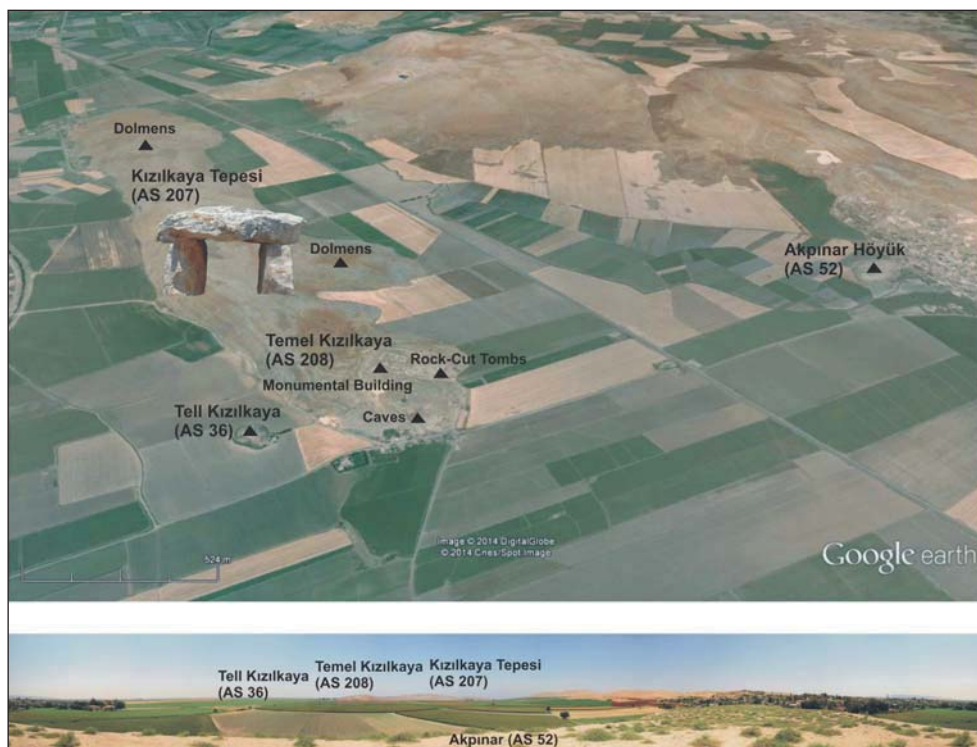 Dolmens
Kızılkaya Tepesi
(AS 207)
Dolmens
Akpınar Höyük
(AS 52)
Temel Kızılkaya
(AS 208)
Rock-Cut Tombs
Monumental Building
Tell Kızılkaya
(AS 36)
Caves
Image © 2014 DigitalGlobe
© 2014 Cnes/Spot Image
524 m
Google earth
Tell Kızılkaya
(AS 36)
Temel Kızılkaya
(AS 208)
Kızılkaya Tepesi
(AS 207)
Akpınar (AS 52)